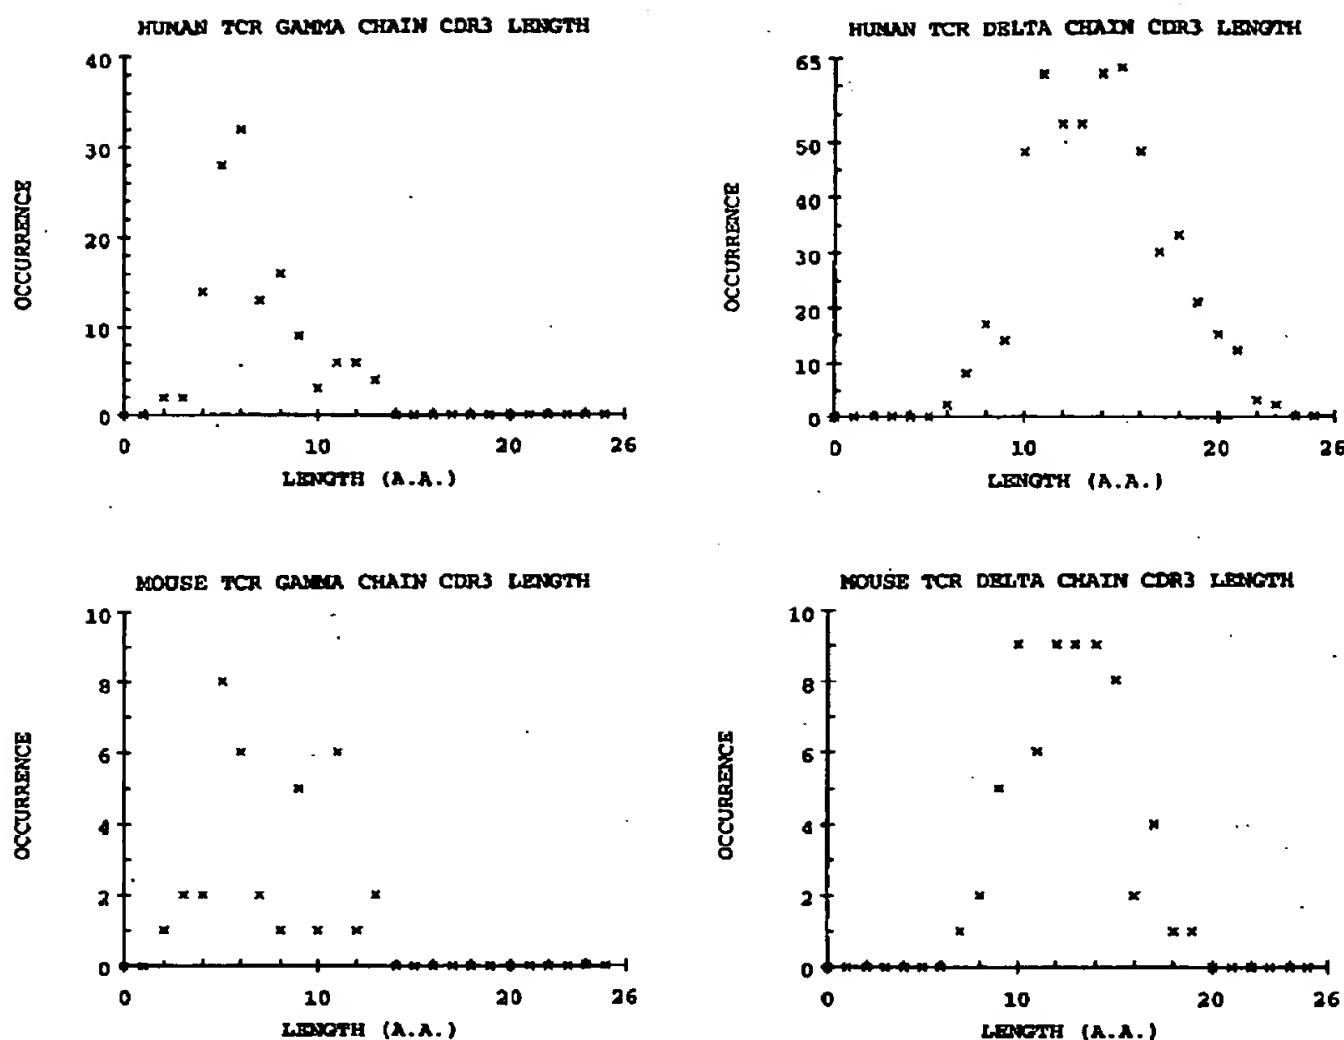 HUMAN TCR GAMMA CHAIN CDR3 LENGTH
40
30
20
10
0
OCCURRENCE
0 10 20 26
LENGTH (A.A.)
HUMAN TCR DELTA CHAIN CDR3 LENGTH
65
50
40
30
20
10
0
OCCURRENCE
0 10 20 26
LENGTH (A.A.)
MOUSE TCR GAMMA CHAIN CDR3 LENGTH
10
8
6
4
2
0
OCCURRENCE
0 10 20 26
LENGTH (A.A.)
MOUSE TCR DELTA CHAIN CDR3 LENGTH
10
8
6
4
2
0
OCCURRENCE
0 10 20 26
LENGTH (A.A.)